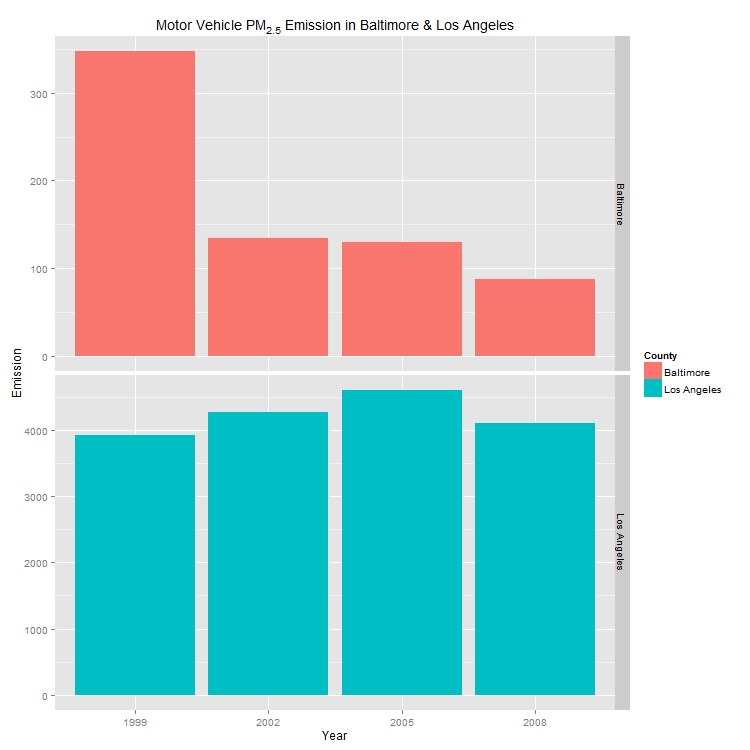 Motor Vehicle PM2.5 Emission in Baltimore & Los Angeles
300
200
100
0
Baltimore
Emission
4000
3000
2000
1000
0
Los Angeles
1999 2002 2005 2008
Year
County
Baltimore
Los Angeles